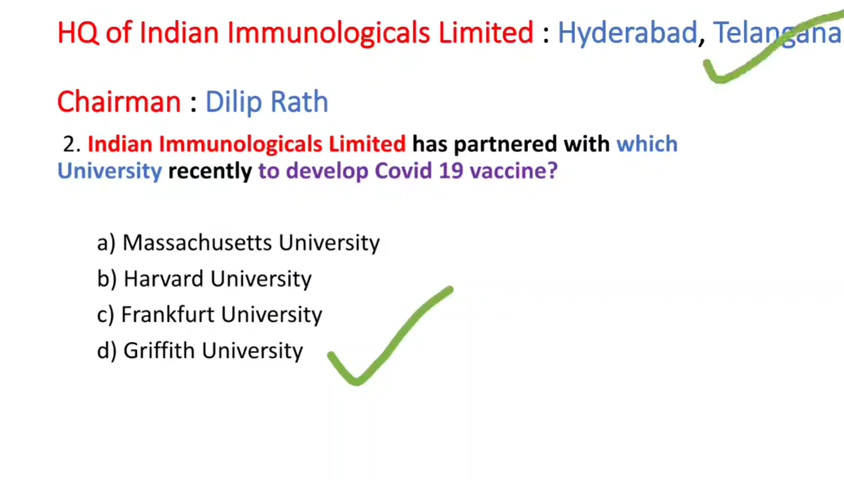 HQ of Indian Immunologicals Limited : Hyderabad, Telangana
Chairman : Dilip Rath
2. Indian Immunologicals Limited has partnered with which
University recently to develop Covid 19 vaccine?
a) Massachusetts University
b) Harvard University
c) Frankfurt University
d) Griffith University